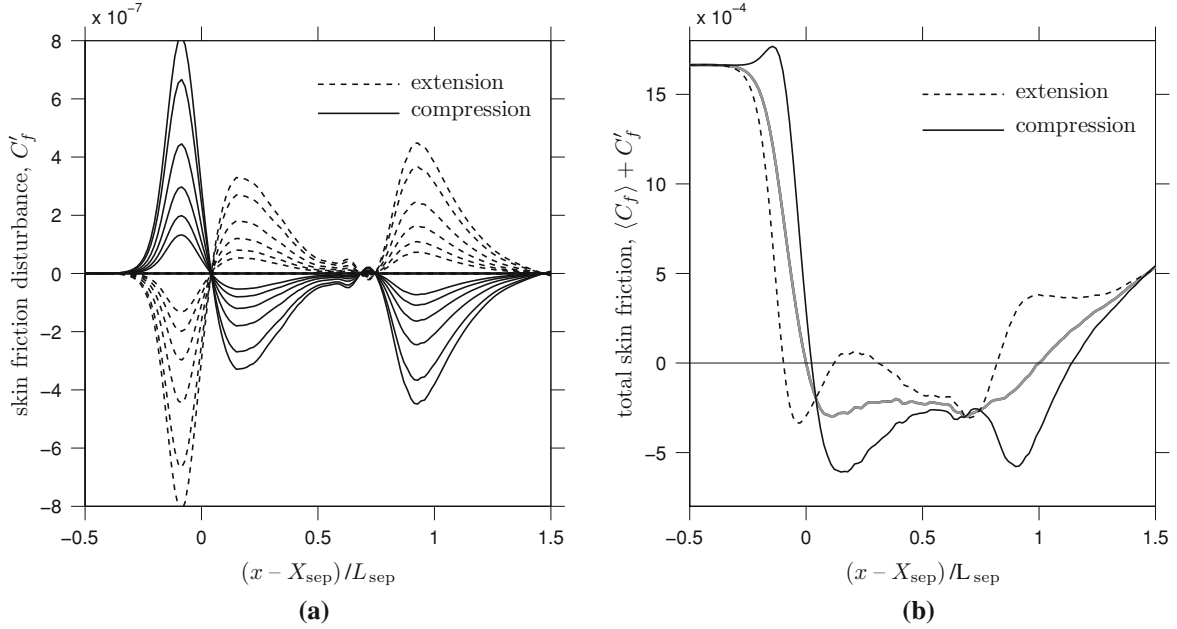 x 10⁻⁷
8
6
4
2
0
−2
−4
−6
−8
−0.5 0 0.5 1 1.5
skin friction disturbance, C′f
extension
compression
(x − Xsep)/Lsep
(a)
x 10⁻⁴
15
10
5
0
−5
−0.5 0 0.5 1 1.5
total skin friction, ⟨Cf⟩ + C′f
extension
compression
(x − Xsep)/Lsep
(b)